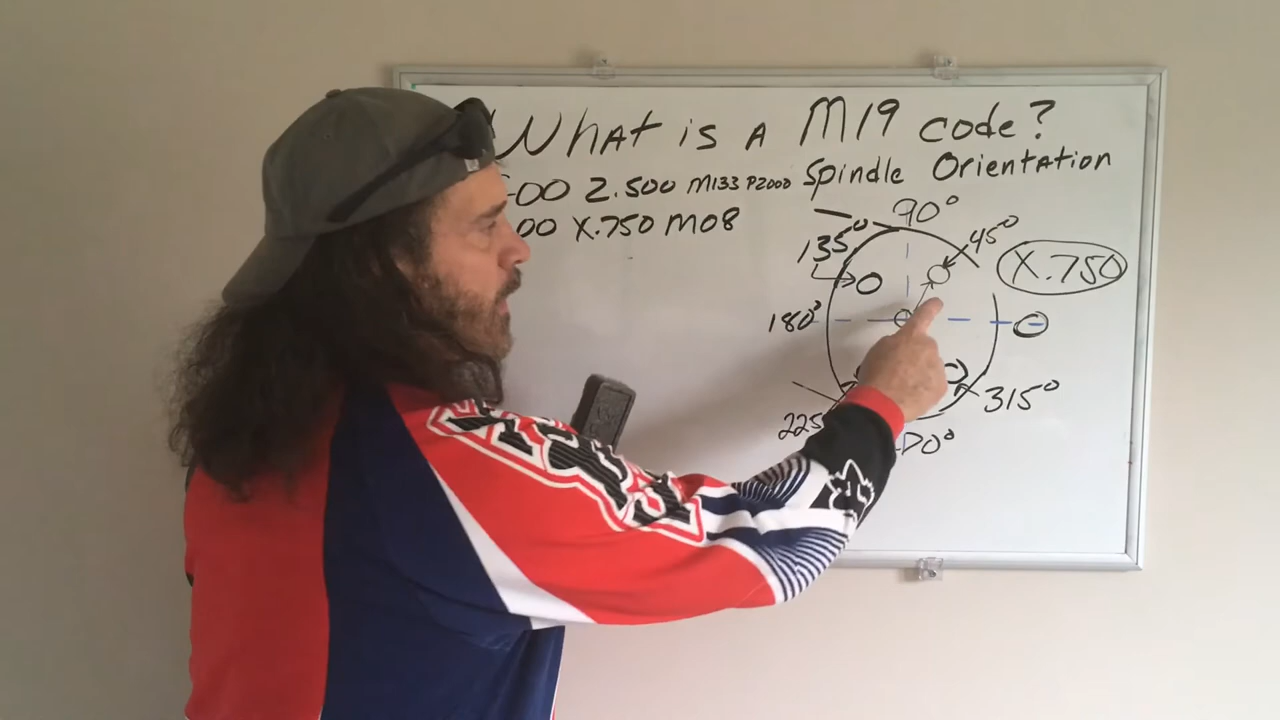 What is A M19 code?
Spindle Orientation
-00 Z.500 M133 P2000
00 X.750 M08
90°
135°
45°
X.750
180°
315°
225